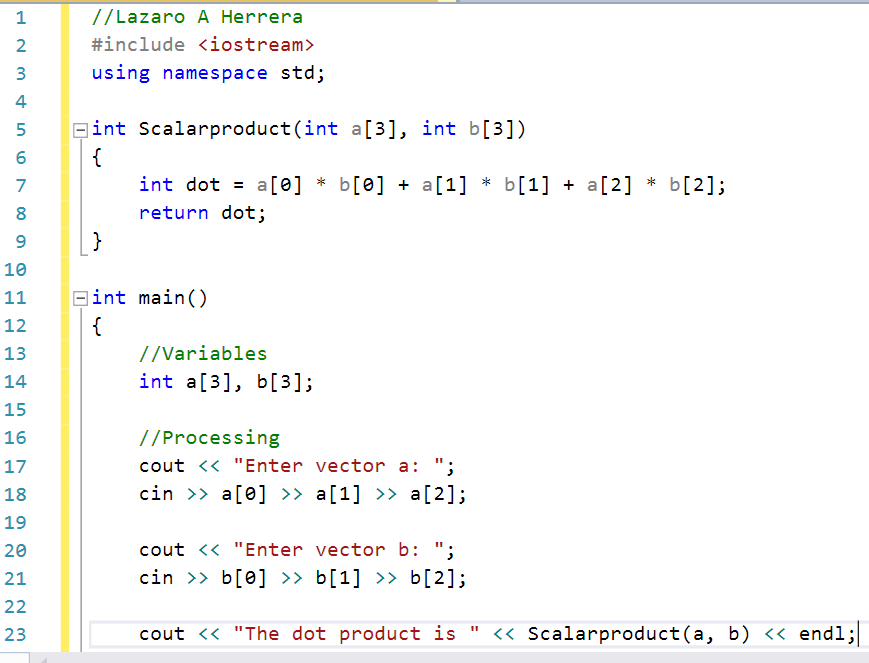 1 //Lazaro A Herrera
2 #include <iostream>
3 using namespace std;
4
5 int Scalarproduct(int a[3], int b[3])
6 {
7 int dot = a[0] * b[0] + a[1] * b[1] + a[2] * b[2];
8 return dot;
9 }
10
11 int main()
12 {
13 //Variables
14 int a[3], b[3];
15
16 //Processing
17 cout << "Enter vector a: ";
18 cin >> a[0] >> a[1] >> a[2];
19
20 cout << "Enter vector b: ";
21 cin >> b[0] >> b[1] >> b[2];
22
23 cout << "The dot product is " << Scalarproduct(a, b) << endl;